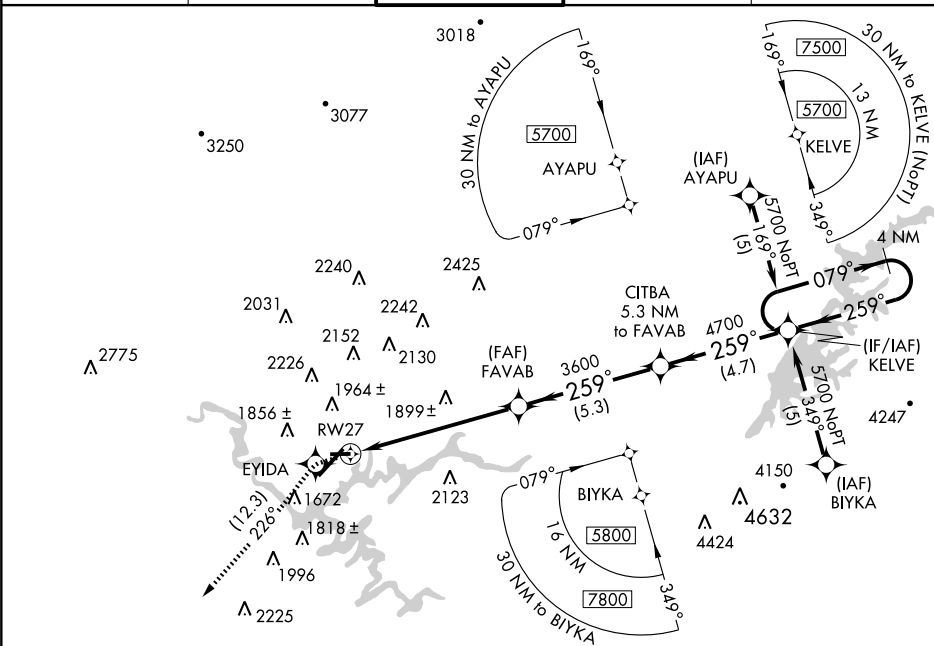 3018
3077
3250
30 NM to AYAPU
169°
5700
AYAPU
079°
169°
7500
30 NM to KELVE (NoPT)
13 NM
5700
KELVE
349°
(IAF)
AYAPU
5700 NoPT
169°
(5)
4 NM
079°
259°
(IF/IAF)
KELVE
2240
2425
2031
2242
2152
2130
2775
2226
1964 ±
1899 ±
1856 ±
RW27
EYIDA
CITBA
5.3 NM
to FAVAB
4700
259°
(4.7)
(FAF)
FAVAB
3600
259°
(5.3)
5700 NoPT
349°
(5)
4247
(IAF)
BIYKA
4150
4632
4424
2123
079°
BIYKA
5800
16 NM
7800
30 NM to BIYKA
349°
(12.3)
226°
1672
1818 ±
1996
2225